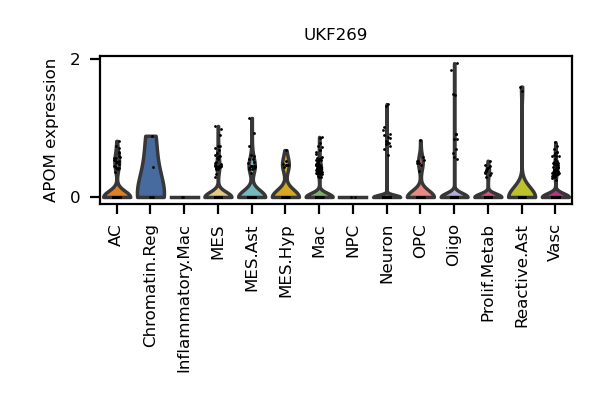 UKF269
APOM expression
2
0
AC
Chromatin.Reg
Inflammatory.Mac
MES
MES.Ast
MES.Hyp
Mac
NPC
Neuron
OPC
Oligo
Prolif.Metab
Reactive.Ast
Vasc